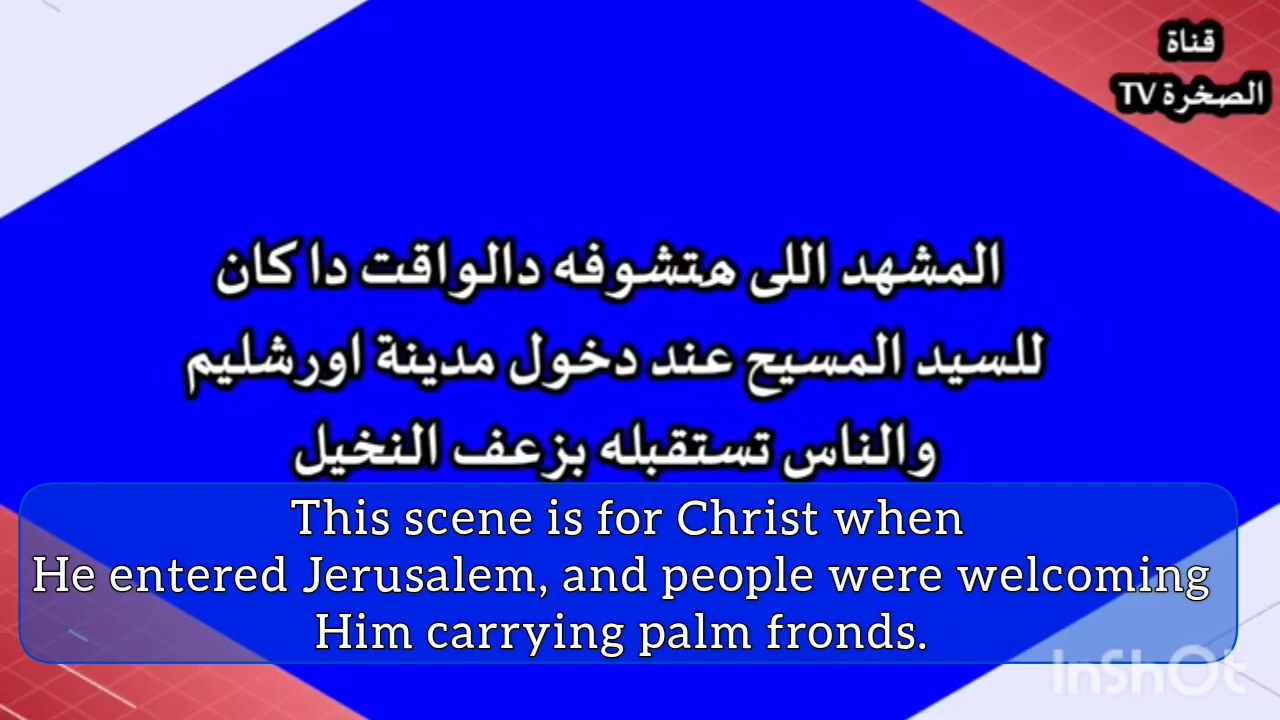 قناة
الصخرة TV
المشهد اللى هتشوفه دالواقت دا كان
للسيد المسيح عند دخول مدينة اورشليم
والناس تستقبله بزعف النخيل
This scene is for Christ when
He entered Jerusalem, and people were welcoming
Him carrying palm fronds.
InShOt